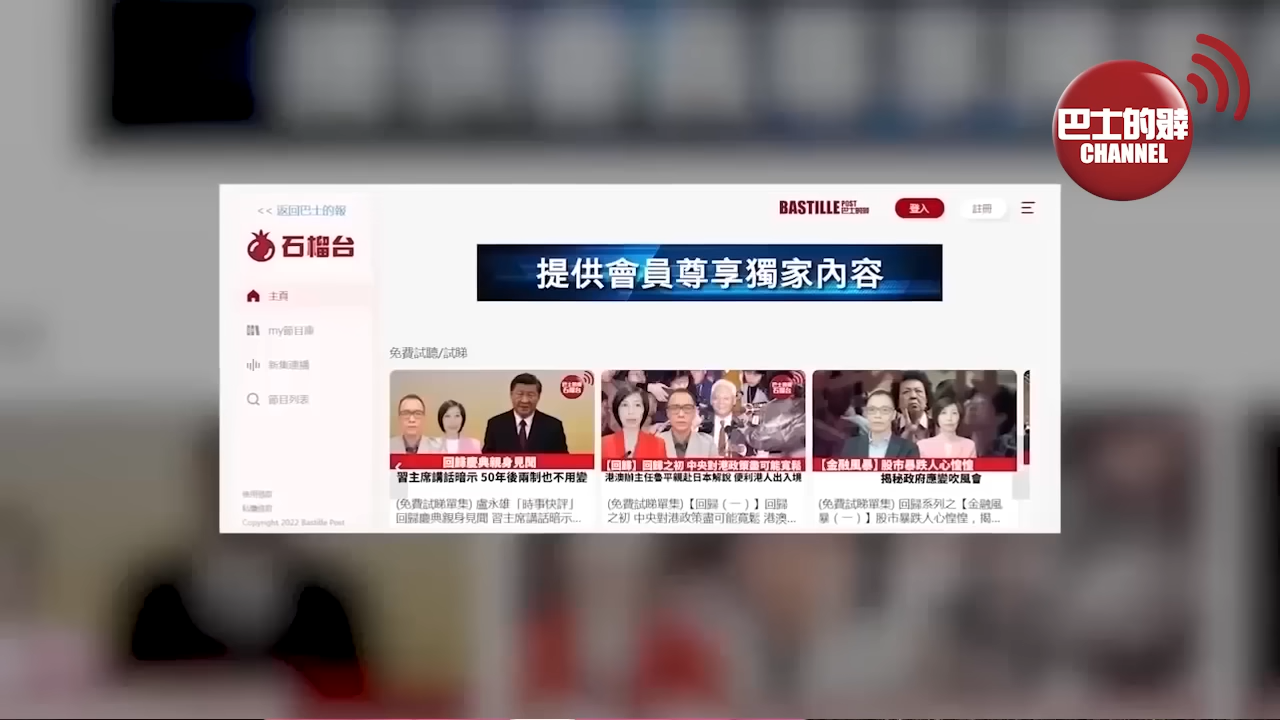 巴士的報
CHANNEL
<< 返回巴士的報
石榴台
主頁
my節目庫
新集速播
節目列表
Copyright 2022 Bastille Post
BASTILLE POST 巴士的報
登入
註冊
提供會員尊享獨家內容
免費試聽/試睇
回歸慶典親身見聞
習主席講話暗示 50年後兩制也不用變
(免費試睇單集) 盧永雄「時事快評」
回歸慶典親身見聞 習主席講話暗示...
【回歸】回歸之初 中央對港政策盡可能寬鬆
港澳辦主任魯平親赴日本解說 便利港人出入境
(免費試睇單集)【回歸（一）】回歸
之初 中央對港政策盡可能寬鬆 港澳...
【金融風暴】股市暴跌人心惶惶
揭秘政府應變吹風會
(免費試睇單集) 回歸系列之【金融風
暴（一）】股市暴跌人心惶惶，揭...